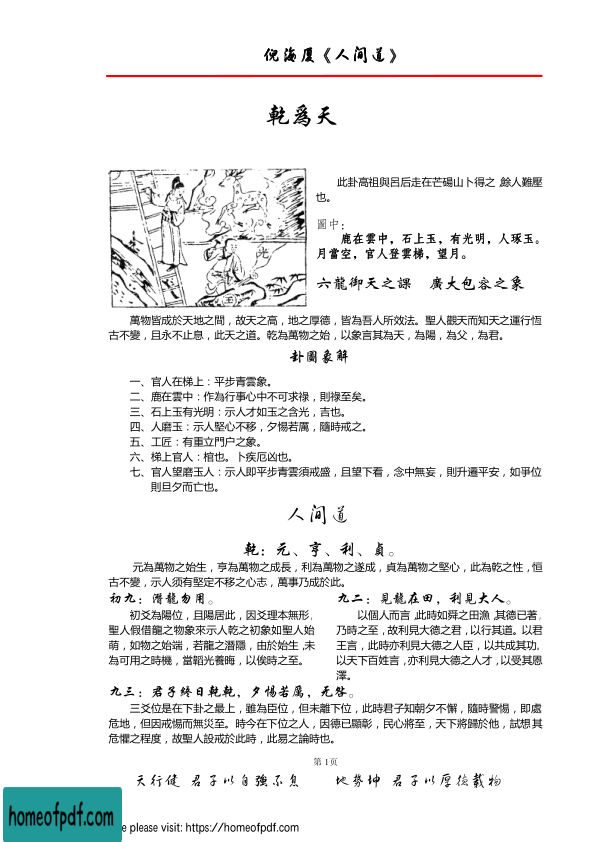 倪海厦《人间道》
乾為天
此卦高祖與呂后走在芒碭山卜得之,餘人難壓
也。
圖中:
鹿在雲中，石上玉，有光明，人琢玉。
月當空，官人登雲梯，望月。
六龍御天之課 廣大包容之象
光
玉
萬物皆成於天地之間，故天之高，地之厚德，皆為吾人所效法。聖人觀天而知天之運行恆
古不變，且永不止息，此天之道。乾為萬物之始，以象言其為天，為陽，為父，為君。
卦圖象解
一、官人在梯上：平步青雲象。
二、鹿在雲中：作為行事心中不可求祿，則祿至矣。
三、石上玉有光明：示人才如玉之含光，吉也。
四、人磨玉：示人堅心不移，夕惕若厲，隨時戒之。
五、工匠：有重立門户之象。
六、梯上官人：棺也。卜疾厄凶也。
七、官人望磨玉人：示人即平步青雲須戒盛，且望下看，念中無妄，則升遷平安，如爭位
則旦夕而亡也。
人间道
乾：元、亨、利、貞。
元為萬物之始生，亨為萬物之成長，利為萬物之遂成，貞為萬物之堅心，此為乾之性，恒
古不變，示人須有堅定不移之心志，萬事乃成於此。
初九：潛龍勿用。
初爻為陽位，且陽居此，因爻理本無形，
聖人假借龍之物象來示人乾之初象如聖人始
萌，如物之始端，若龍之潛隱，由於始生,未
為可用之時機，當韜光養晦，以俟時之至。
九二：見龍在田，利見大人。
以個人而言,此時如舜之田漁,其德已著,
乃時之至，故利見大德之君，以行其道。以君
王言，此時亦利見大德之人臣，以共成其功,
以天下百姓言,亦利見大德之人才，以受其恩
澤。
九三：君子終日乾乾，夕惕若厲，无咎。
三爻位是在下卦之最上，雖為臣位，但未離下位，此時君子知朝夕不懈，隨時警惕，即處
危地，但因戒惕而無災至。時今在下位之人，因德已顯彰，民心將至，天下將歸於他，試想其
危懼之程度，故聖人設戒於此時，此易之論時也。
第 1页
天行健 君子以自強不息 地勢坤 君子以厚德載物
homeofpdf.com
please visit: https://homeofpdf.com